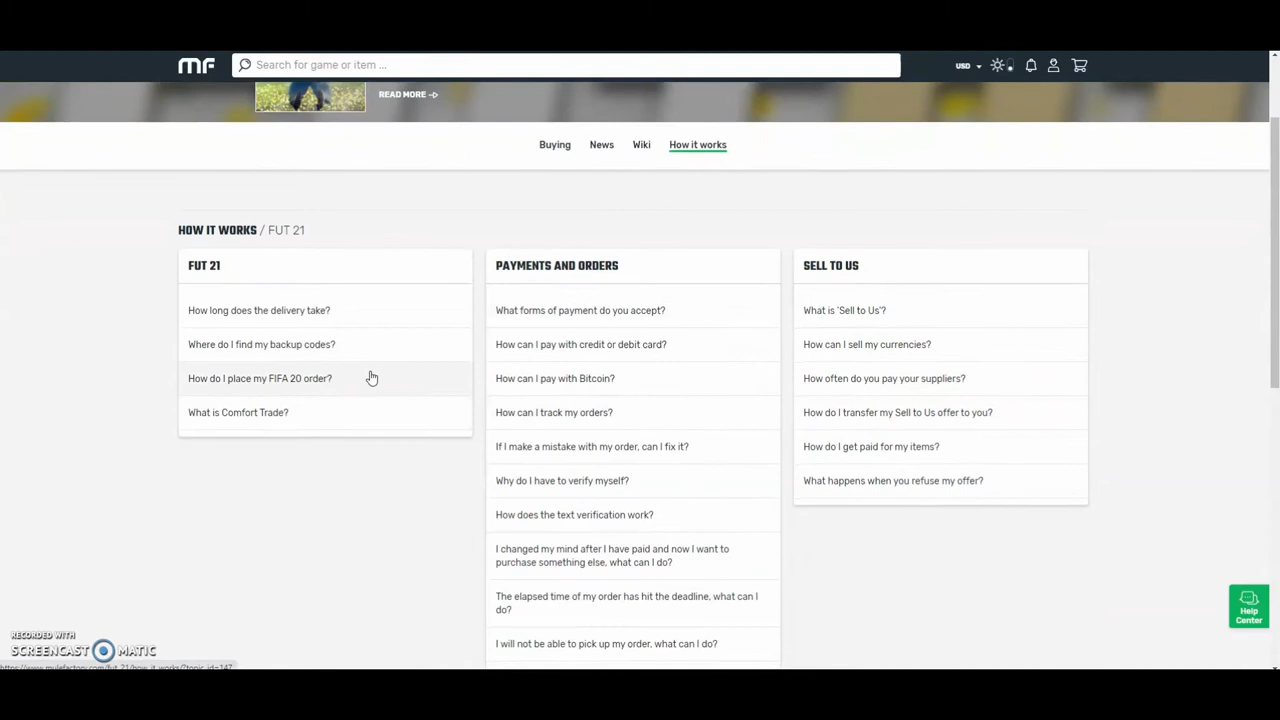 MF
Search for game or item ...
USD
READ MORE
Buying
News
Wiki
How it works
HOW IT WORKS / FUT 21
FUT 21
How long does the delivery take?
Where do I find my backup codes?
How do I place my FIFA 20 order?
What is Comfort Trade?
PAYMENTS AND ORDERS
What forms of payment do you accept?
How can I pay with credit or debit card?
How can I pay with Bitcoin?
How can I track my orders?
If I make a mistake with my order, can I fix it?
Why do I have to verify myself?
How does the text verification work?
I changed my mind after I have paid and now I want to
purchase something else, what can I do?
The elapsed time of my order has hit the deadline, what can I
do?
I will not be able to pick up my order, what can I do?
SELL TO US
What is 'Sell to Us'?
How can I sell my currencies?
How often do you pay your suppliers?
How do I transfer my Sell to Us offer to you?
How do I get paid for my items?
What happens when you refuse my offer?
Help
Center
RECORDED WITH
SCREENCAST MATIC
https://www.mulefactory.com/fut_21/how_it_works?topic_id=147